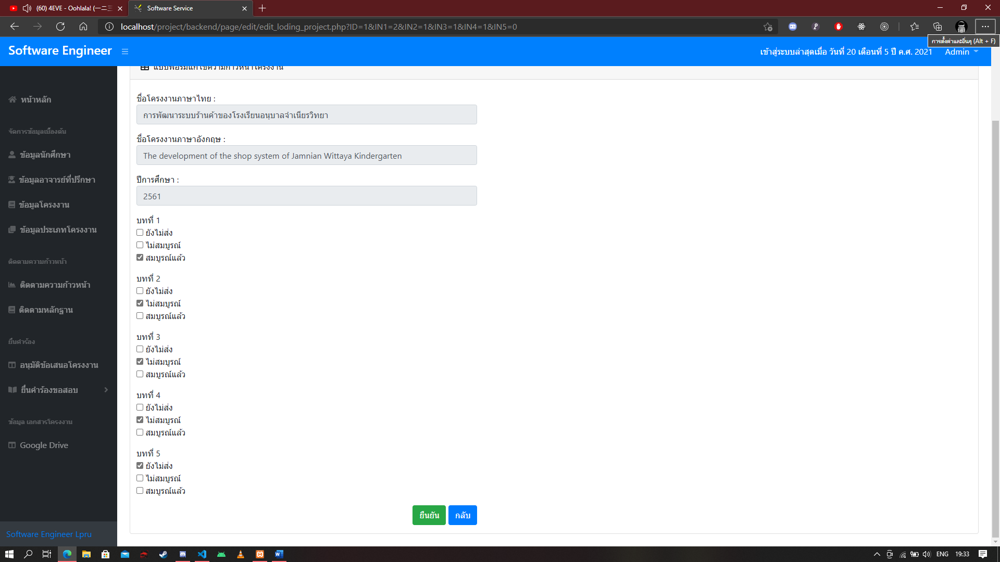 (60) 4EVE - Oohlala! (一二三
Software Service
localhost/project/backend/page/edit/edit_loding_project.php?ID=1&IN1=2&IN2=1&IN3=1&IN4=1&IN5=0
การตั้งค่าและอื่นๆ (Alt + F)
Software Engineer
เข้าสู่ระบบล่าสุดเมื่อ วันที่ 20 เดือนที่ 5 ปี ค.ศ. 2021
Admin
แบบฟอร์มแก้ไขความก้าวหน้าโครงงาน
หน้าหลัก
จัดการข้อมูลเบื้องต้น
ข้อมูลนักศึกษา
ข้อมูลอาจารย์ที่ปรึกษา
ข้อมูลโครงงาน
ข้อมูลประเภทโครงงาน
ติดตามความก้าวหน้า
ติดตามความก้าวหน้า
ติดตามหลักฐาน
ยื่นคำร้อง
อนุมัติข้อเสนอโครงงาน
ยื่นคำร้องขอสอบ
ข้อมูล เอกสารโครงงาน
Google Drive
Software Engineer Lpru
ชื่อโครงงานภาษาไทย :
การพัฒนาระบบร้านค้าของโรงเรียนอนุบาลจำเนียรวิทยา
ชื่อโครงงานภาษาอังกฤษ :
The development of the shop system of Jamnian Wittaya Kindergarten
ปีการศึกษา :
2561
บทที่ 1
ยังไม่ส่ง
ไม่สมบูรณ์
สมบูรณ์แล้ว
บทที่ 2
ยังไม่ส่ง
ไม่สมบูรณ์
สมบูรณ์แล้ว
บทที่ 3
ยังไม่ส่ง
ไม่สมบูรณ์
สมบูรณ์แล้ว
บทที่ 4
ยังไม่ส่ง
ไม่สมบูรณ์
สมบูรณ์แล้ว
บทที่ 5
ยังไม่ส่ง
ไม่สมบูรณ์
สมบูรณ์แล้ว
ยืนยัน
กลับ
ENG
19:33